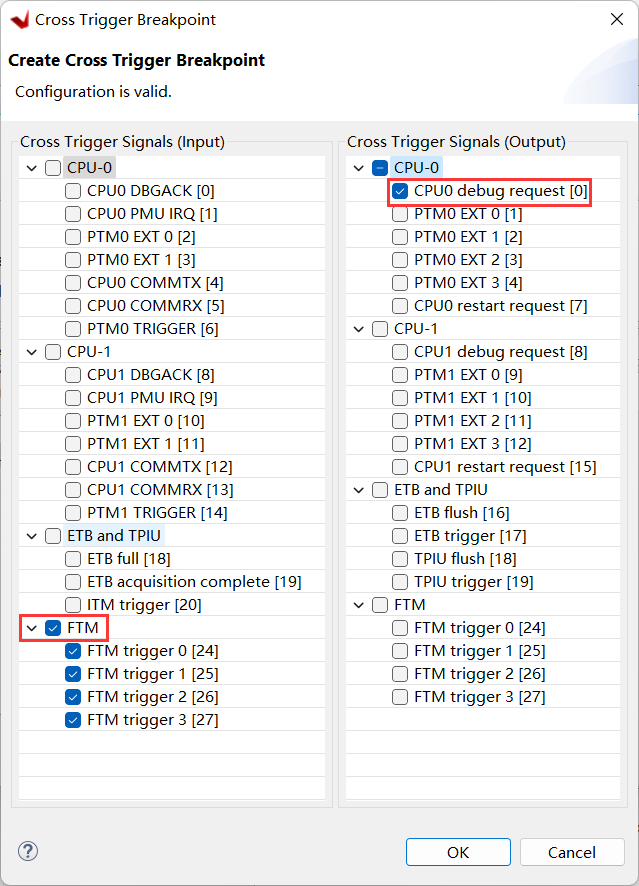 Cross Trigger Breakpoint
Create Cross Trigger Breakpoint
Configuration is valid.
Cross Trigger Signals (Input)
CPU-0
CPU0 DBGACK [0]
CPU0 PMU IRQ [1]
PTM0 EXT 0 [2]
PTM0 EXT 1 [3]
CPU0 COMMTX [4]
CPU0 COMMRX [5]
PTM0 TRIGGER [6]
CPU-1
CPU1 DBGACK [8]
CPU1 PMU IRQ [9]
PTM1 EXT 0 [10]
PTM1 EXT 1 [11]
CPU1 COMMTX [12]
CPU1 COMMRX [13]
PTM1 TRIGGER [14]
ETB and TPIU
ETB full [18]
ETB acquisition complete [19]
ITM trigger [20]
FTM
FTM trigger 0 [24]
FTM trigger 1 [25]
FTM trigger 2 [26]
FTM trigger 3 [27]
Cross Trigger Signals (Output)
CPU-0
CPU0 debug request [0]
PTM0 EXT 0 [1]
PTM0 EXT 1 [2]
PTM0 EXT 2 [3]
PTM0 EXT 3 [4]
CPU0 restart request [7]
CPU-1
CPU1 debug request [8]
PTM1 EXT 0 [9]
PTM1 EXT 1 [10]
PTM1 EXT 2 [11]
PTM1 EXT 3 [12]
CPU1 restart request [15]
ETB and TPIU
ETB flush [16]
ETB trigger [17]
TPIU flush [18]
TPIU trigger [19]
FTM
FTM trigger 0 [24]
FTM trigger 1 [25]
FTM trigger 2 [26]
FTM trigger 3 [27]
?
OK
Cancel